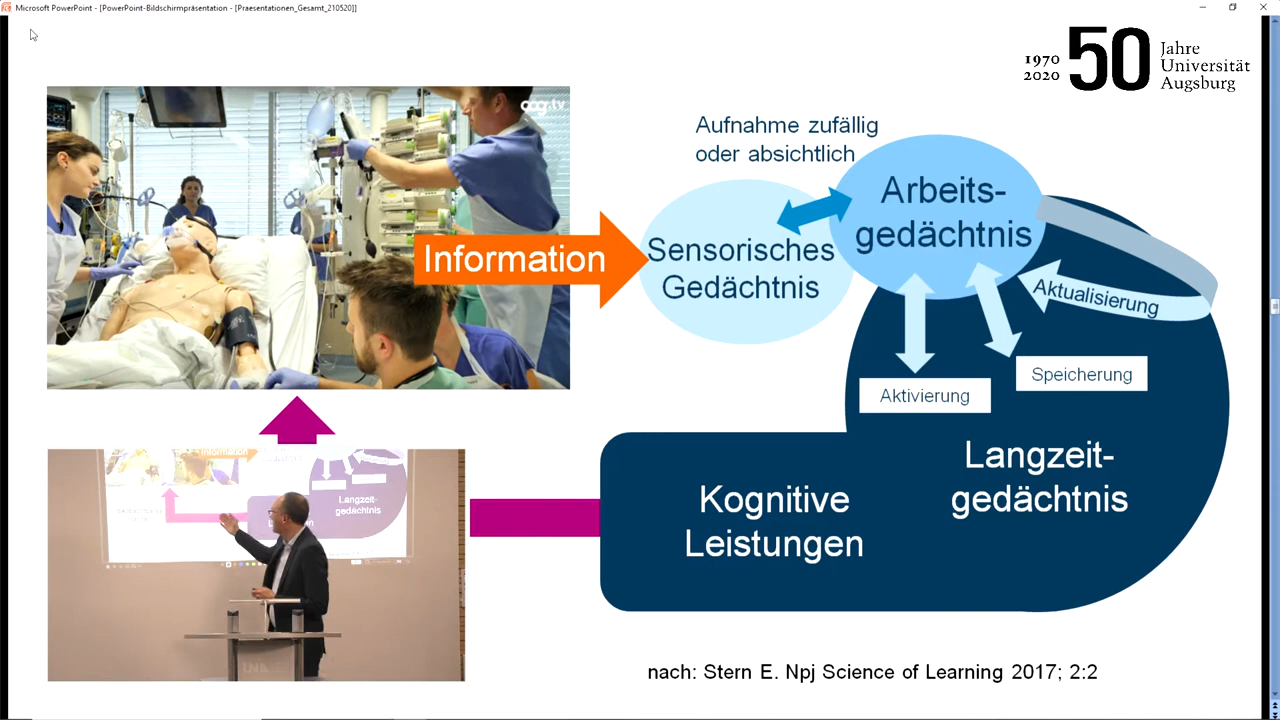 Microsoft PowerPoint - [PowerPoint-Bildschirmpräsentation - [Praesentationen_Gesamt_210520]]
1970
2020
50
Jahre
Universität
Augsburg
Aufnahme zufällig
oder absichtlich
Arbeits-
gedächtnis
Information
Sensorisches
Gedächtnis
Aktualisierung
Speicherung
Aktivierung
Langzeit-
gedächtnis
Kognitive
Leistungen
Information
Langzeit-
gedächtnis
nach: Stern E. Npj Science of Learning 2017; 2:2